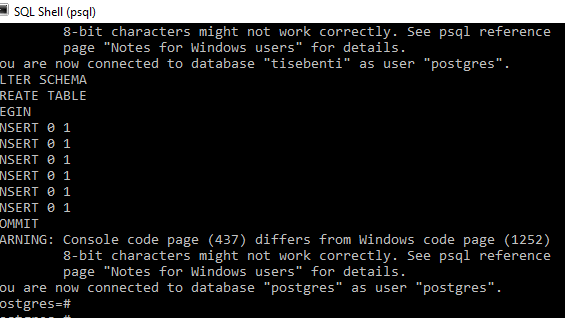 SQL Shell (psql)
8-bit characters might not work correctly. See psql reference
page "Notes for Windows users" for details.
ou are now connected to database "tisebenti" as user "postgres".
LTER SCHEMA
REATE TABLE
EGIN
NSERT 0 1
NSERT 0 1
NSERT 0 1
NSERT 0 1
NSERT 0 1
NSERT 0 1
OMMIT
ARNING: Console code page (437) differs from Windows code page (1252)
8-bit characters might not work correctly. See psql reference
page "Notes for Windows users" for details.
ou are now connected to database "postgres" as user "postgres".
ostgres=#